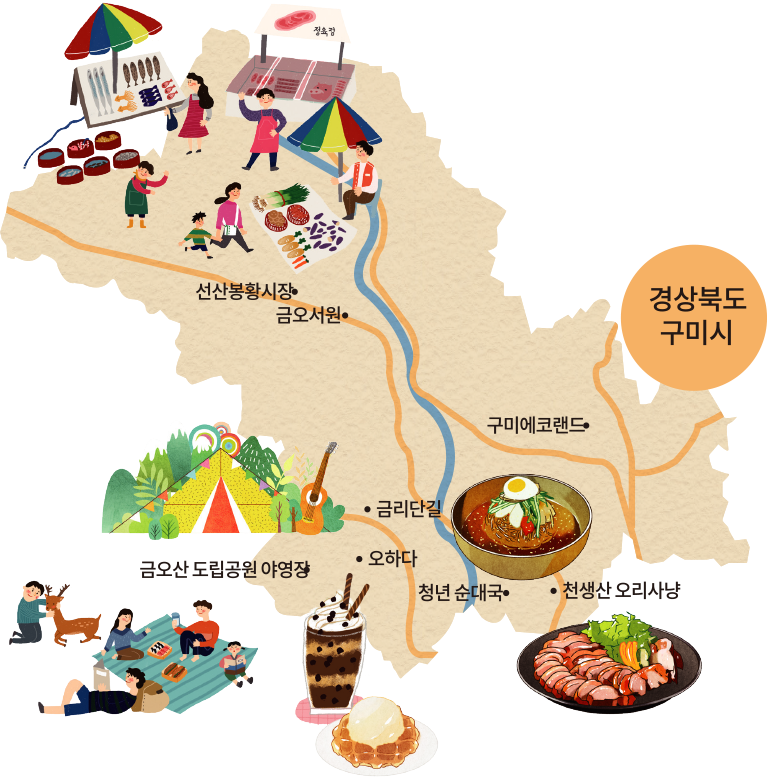 정육점
선산봉황시장
금오서원
경상북도
구미시
구미에코랜드
금리단길
오하다
금오산 도립공원 야영장
청년 순대국
천생산 오리사냥